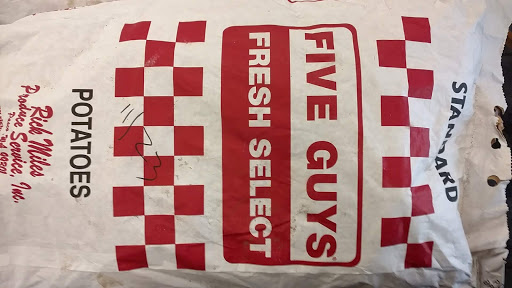 STANDARD
FIVE GUYS
FRESH SELECT
POTATOES
Rick Miles
Produce Service, Inc.